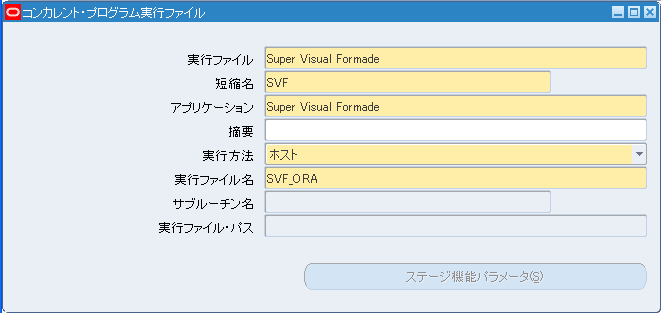 コンカレント・プログラム実行ファイル
実行ファイル Super Visual Formade
短縮名 SVF
アプリケーション Super Visual Formade
摘要
実行方法 ホスト
実行ファイル名 SVF_ORA
サブルーチン名
実行ファイル・パス
ステージ機能パラメータ(S)